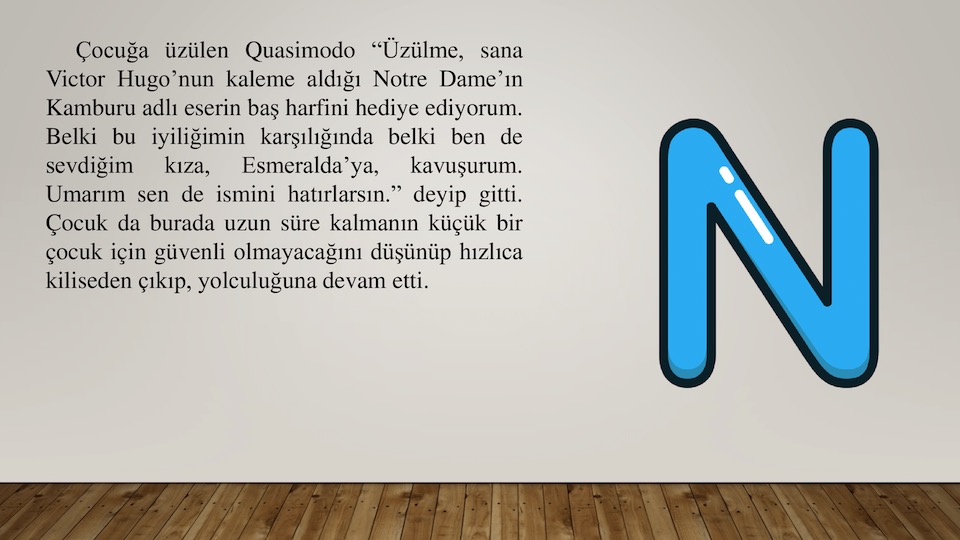 Çocuğa üzülen Quasimodo “Üzülme, sana
Victor Hugo’nun kaleme aldığı Notre Dame’ın
Kamburu adlı eserin baş harfini hediye ediyorum.
Belki bu iyiliğimin karşılığında belki ben de
sevdiğim kıza, Esmeralda’ya, kavuşurum.
Umarım sen de ismini hatırlarsın.” deyip gitti.
Çocuk da burada uzun süre kalmanın küçük bir
çocuk için güvenli olmayacağını düşünüp hızlıca
kiliseden çıkıp, yolculuğuna devam etti.
N